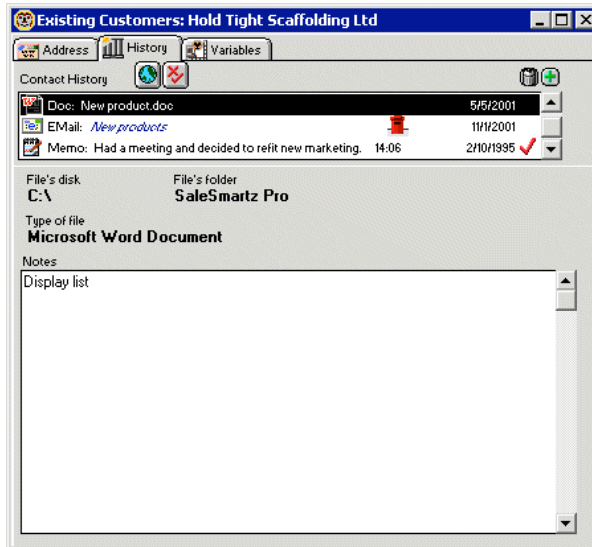 Existing Customers: Hold Tight Scaffolding Ltd
Address History Variables
Contact History
Doc: New product.doc 5/5/2001
EMail: New products 11/1/2001
Memo: Had a meeting and decided to refit new marketing. 14:06 2/10/1995
File's disk File's folder
C:\ SaleSmartz Pro
Type of file
Microsoft Word Document
Notes
Display list